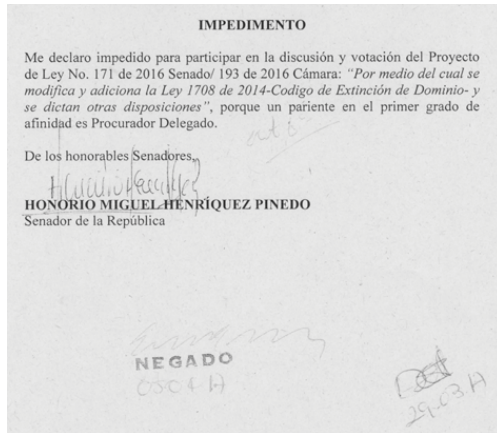 IMPEDIMENTO
Me declaro impedido para participar en la discusión y votación del Proyecto
de Ley No. 171 de 2016 Senado/ 193 de 2016 Cámara: “Por medio del cual se
modifica y adiciona la Ley 1708 de 2014-Codigo de Extinción de Dominio- y
se dictan otras disposiciones”, porque un pariente en el primer grado de
afinidad es Procurador Delegado.
De los honorables Senadores,
HONORIO MIGUEL HENRÍQUEZ PINEDO
Senador de la República
NEGADO